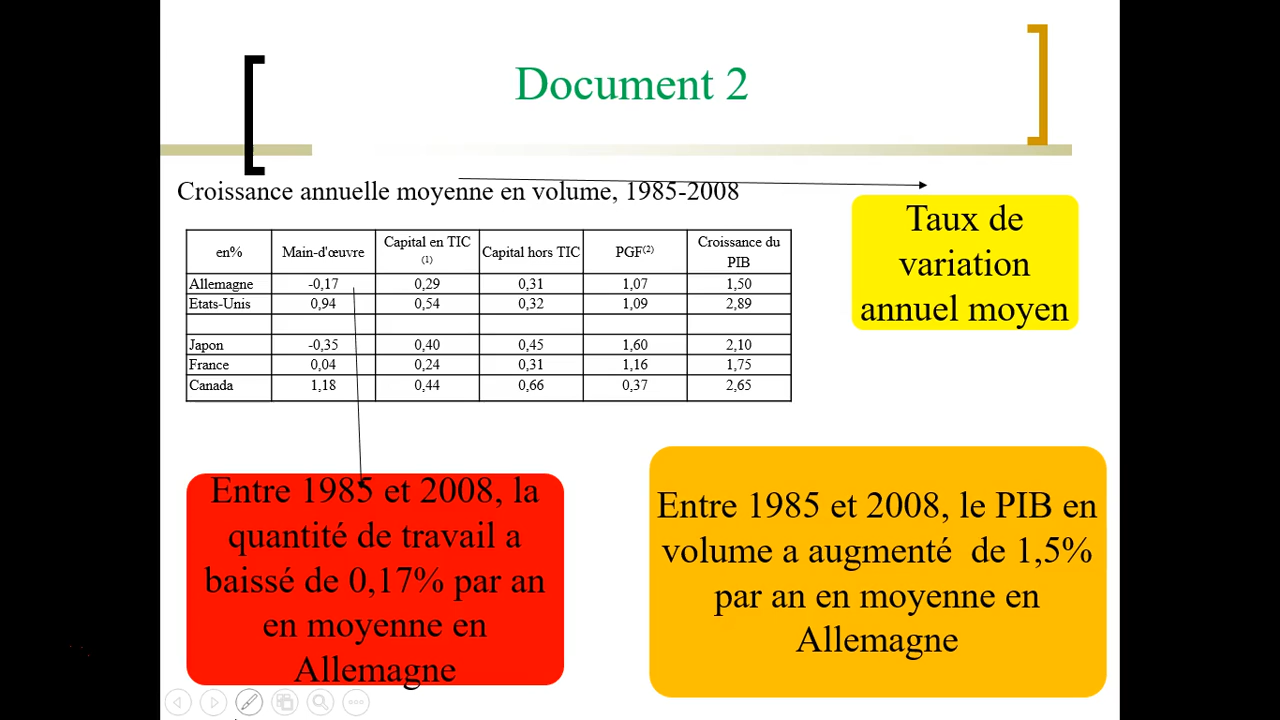 Document 2
Croissance annuelle moyenne en volume, 1985-2008
Taux de
variation
annuel moyen
en% Main-d'œuvre Capital en TIC (1) Capital hors TIC PGF(2) Croissance du PIB
Allemagne -0,17 0,29 0,31 1,07 1,50
Etats-Unis 0,94 0,54 0,32 1,09 2,89
Japon -0,35 0,40 0,45 1,60 2,10
France 0,04 0,24 0,31 1,16 1,75
Canada 1,18 0,44 0,66 0,37 2,65
Entre 1985 et 2008, la
quantité de travail a
baissé de 0,17% par an
en moyenne en
Allemagne
Entre 1985 et 2008, le PIB en
volume a augmenté de 1,5%
par an en moyenne en
Allemagne